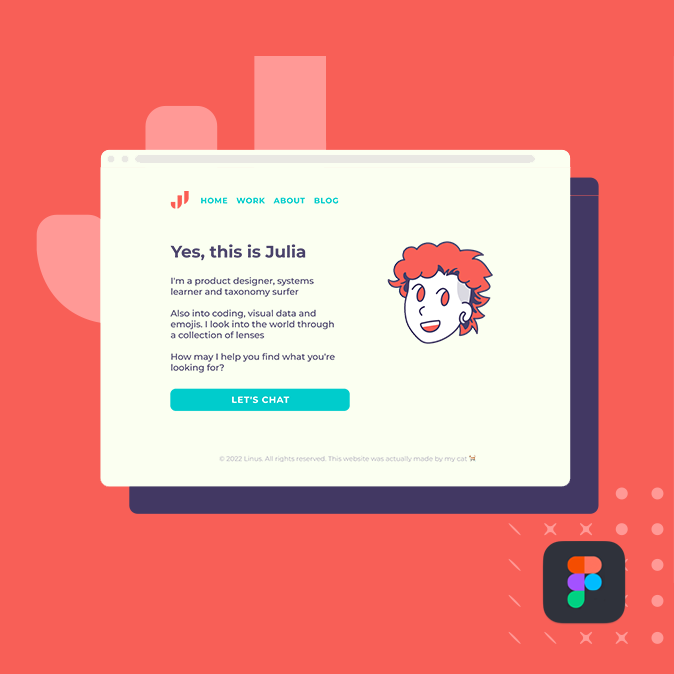 HOME WORK ABOUT BLOG
Yes, this is Julia
I'm a product designer, systems
learner and taxonomy surfer
Also into coding, visual data and
emojis. I look into the world through
a collection of lenses
How may I help you find what you're
looking for?
LET'S CHAT
© 2022 Linus. All rights reserved. This website was actually made by my cat